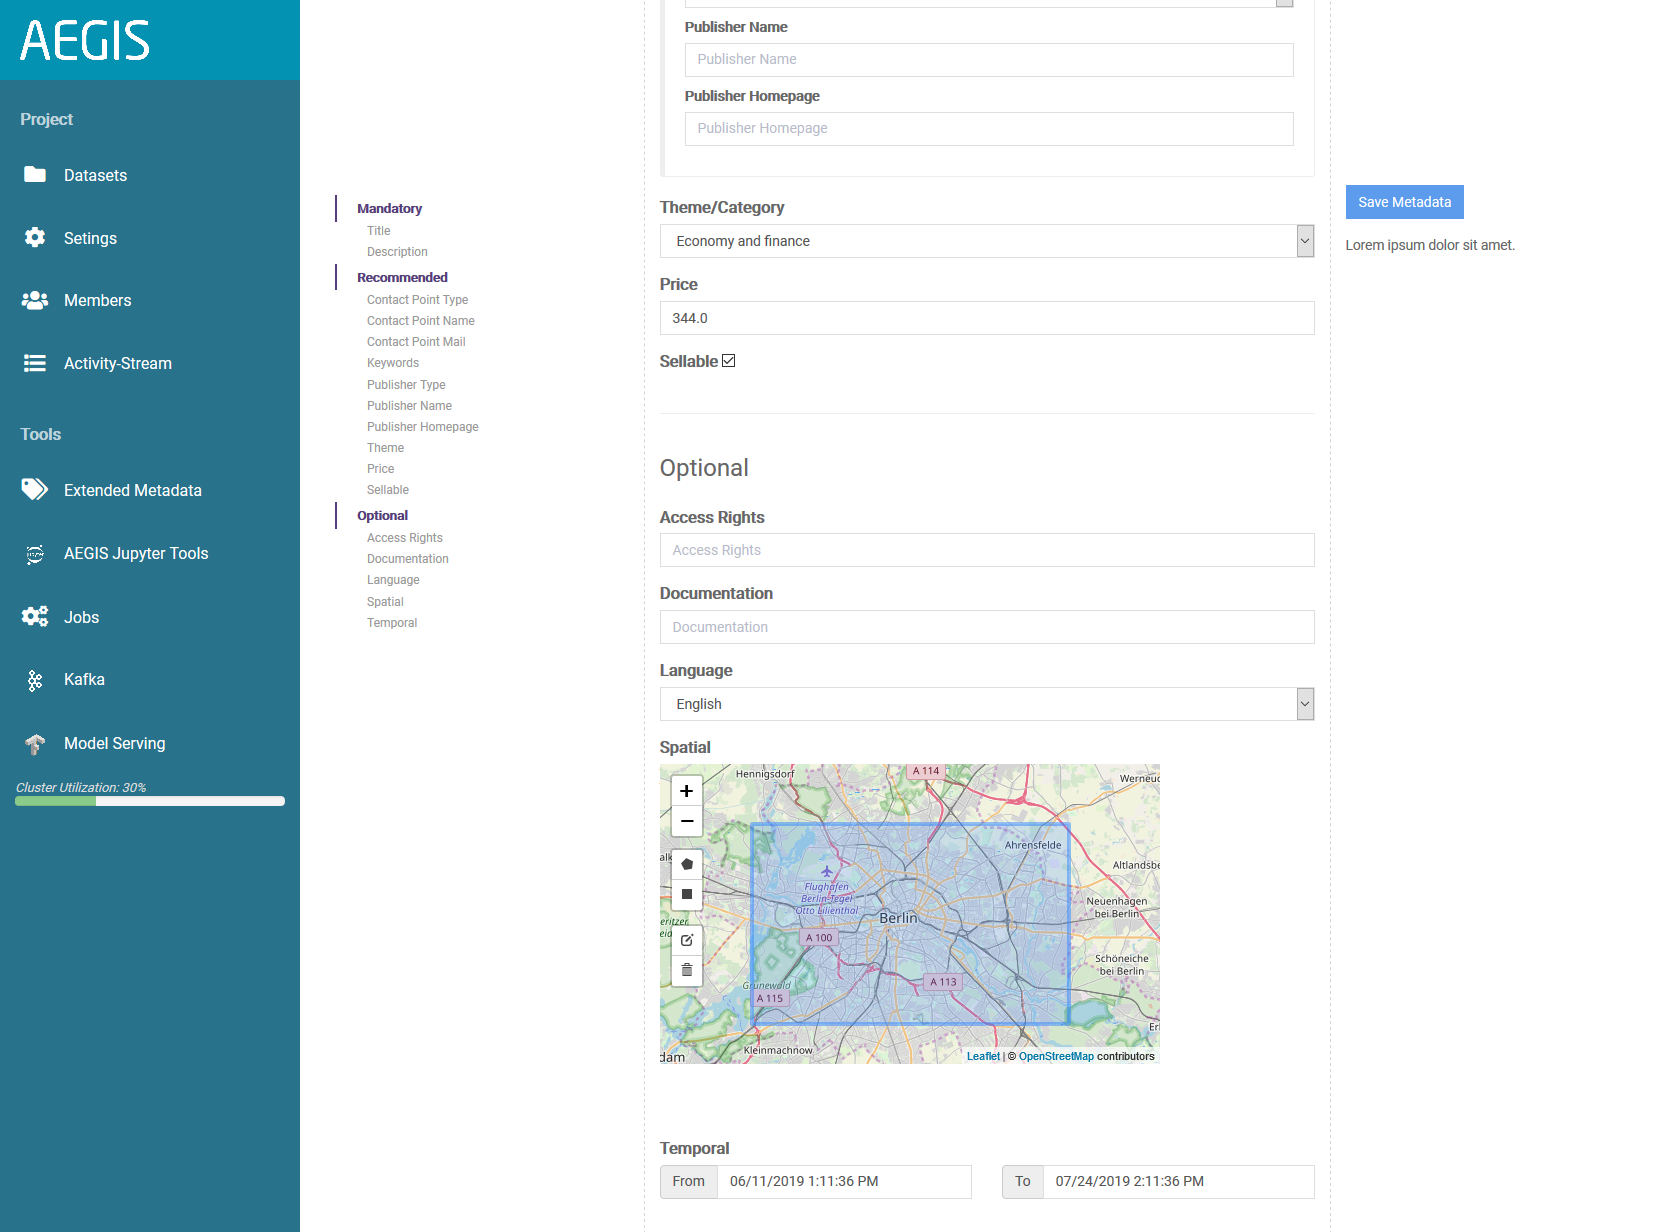 AEGIS
Project
Datasets
Setings
Members
Activity-Stream
Tools
Extended Metadata
AEGIS Jupyter Tools
Jobs
Kafka
Model Serving
Cluster Utilization: 30%
Mandatory
Title
Description
Recommended
Contact Point Type
Contact Point Name
Contact Point Mail
Keywords
Publisher Type
Publisher Name
Publisher Homepage
Theme
Price
Sellable
Optional
Access Rights
Documentation
Language
Spatial
Temporal
Publisher Name
Publisher Name
Publisher Homepage
Publisher Homepage
Theme/Category
Economy and finance
Price
344.0
Sellable
Optional
Access Rights
Access Rights
Documentation
Documentation
Language
English
Spatial
+
−
Hennigsdorf
A 114
Werneuc
Ahrensfelde
Altlandsbe
Flughafen
Berlin-Tegel
Otto Lilienthal
Berlin
Neuenhagen
bei Berlin
A 100
Schöneiche
bei Berlin
Grunewald
A 113
A 115
Kleinmachnow
dam
Leaflet | © OpenStreetMap contributors
Temporal
From 06/11/2019 1:11:36 PM
To 07/24/2019 2:11:36 PM
Save Metadata
Lorem ipsum dolor sit amet.